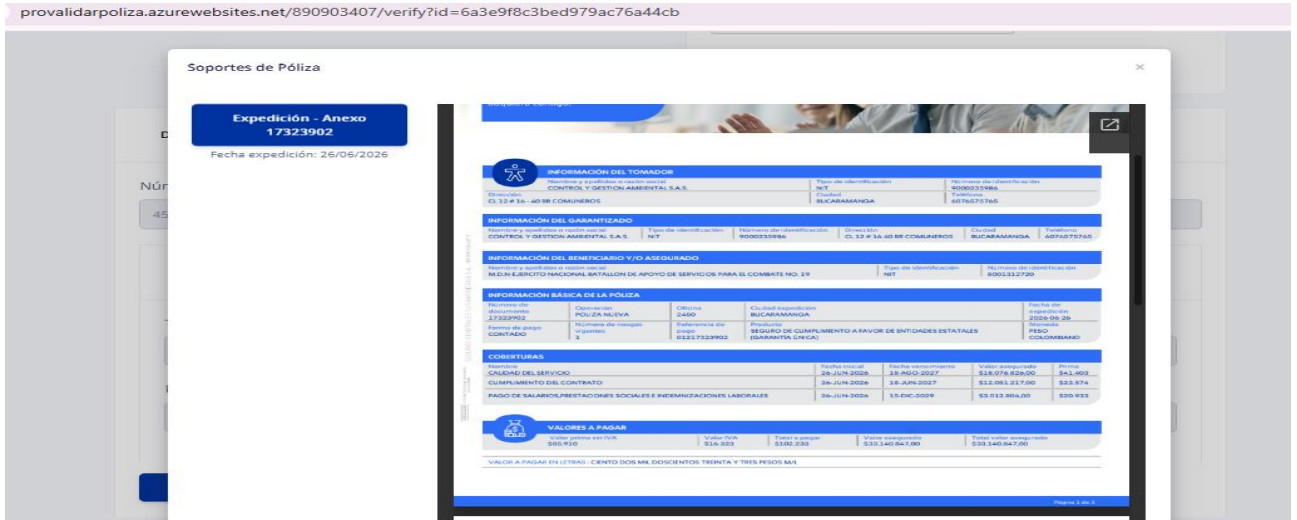 provalidarpoliza.azurewebsites.net/890903407/verify?id=6a3e9f8c3bed979ac76a44cb
Soportes de Póliza
×
Expedición - Anexo
17323902
Fecha expedición: 26/06/2026
Núr
45
INFORMACIÓN DEL TOMADOR
Nombre y apellidos o razón social Tipo de identificación Número de identificación
CONTROL Y GESTION AMBIENTAL S.A.S. NIT 9000235986
Dirección Ciudad Teléfono
CL 12 # 16 - 40 BR COMUNEROS BUCARAMANGA 6076575765
INFORMACIÓN DEL GARANTIZADO
Nombre y apellidos o razón social Tipo de identificación Número de identificación Dirección Ciudad Teléfono
CONTROL Y GESTION AMBIENTAL S.A.S. NIT 9000235986 CL 12 # 16 40 BR COMUNEROS BUCARAMANGA 6076575765
INFORMACIÓN DEL BENEFICIARIO Y/O ASEGURADO
Nombre y apellidos o razón social Tipo de identificación Número de identificación
M.D.N EJERCITO NACIONAL BATALLON DE APOYO DE SERVICIOS PARA EL COMBATE NO. 19 NIT 8001312720
INFORMACIÓN BÁSICA DE LA PÓLIZA
Número de documento Operación Oficina Ciudad expedición Fecha de expedición
17323902 POLIZA NUEVA 2460 BUCARAMANGA 2026-06-26
Forma de pago Número de riesgos vigentes Referencia de pago Producto Moneda
CONTADO 1 01217323902 SEGURO DE CUMPLIMIENTO A FAVOR DE ENTIDADES ESTATALES (GARANTÍA ÚNICA) PESO COLOMBIANO
COBERTURAS
Nombre Fecha inicial Fecha vencimiento Valor asegurado Prima
CALIDAD DEL SERVICIO 26-JUN-2026 18-AGO-2027 $18.076.826,00 $41.403
CUMPLIMIENTO DEL CONTRATO 26-JUN-2026 18-JUN-2027 $12.051.217,00 $23.574
PAGO DE SALARIOS,PRESTACIONES SOCIALES E INDEMNIZACIONES LABORALES 26-JUN-2026 15-DIC-2029 $3.012.804,00 $20.933
VALORES A PAGAR
Valor prima sin IVA Valor IVA Total a pagar Valor asegurado Total valor asegurado
$85.910 $16.323 $102.233 $33.140.847,00 $33.140.847,00
VALOR A PAGAR EN LETRAS - CIENTO DOS MIL DOSCIENTOS TREINTA Y TRES PESOS M/L
Página 2 de 3